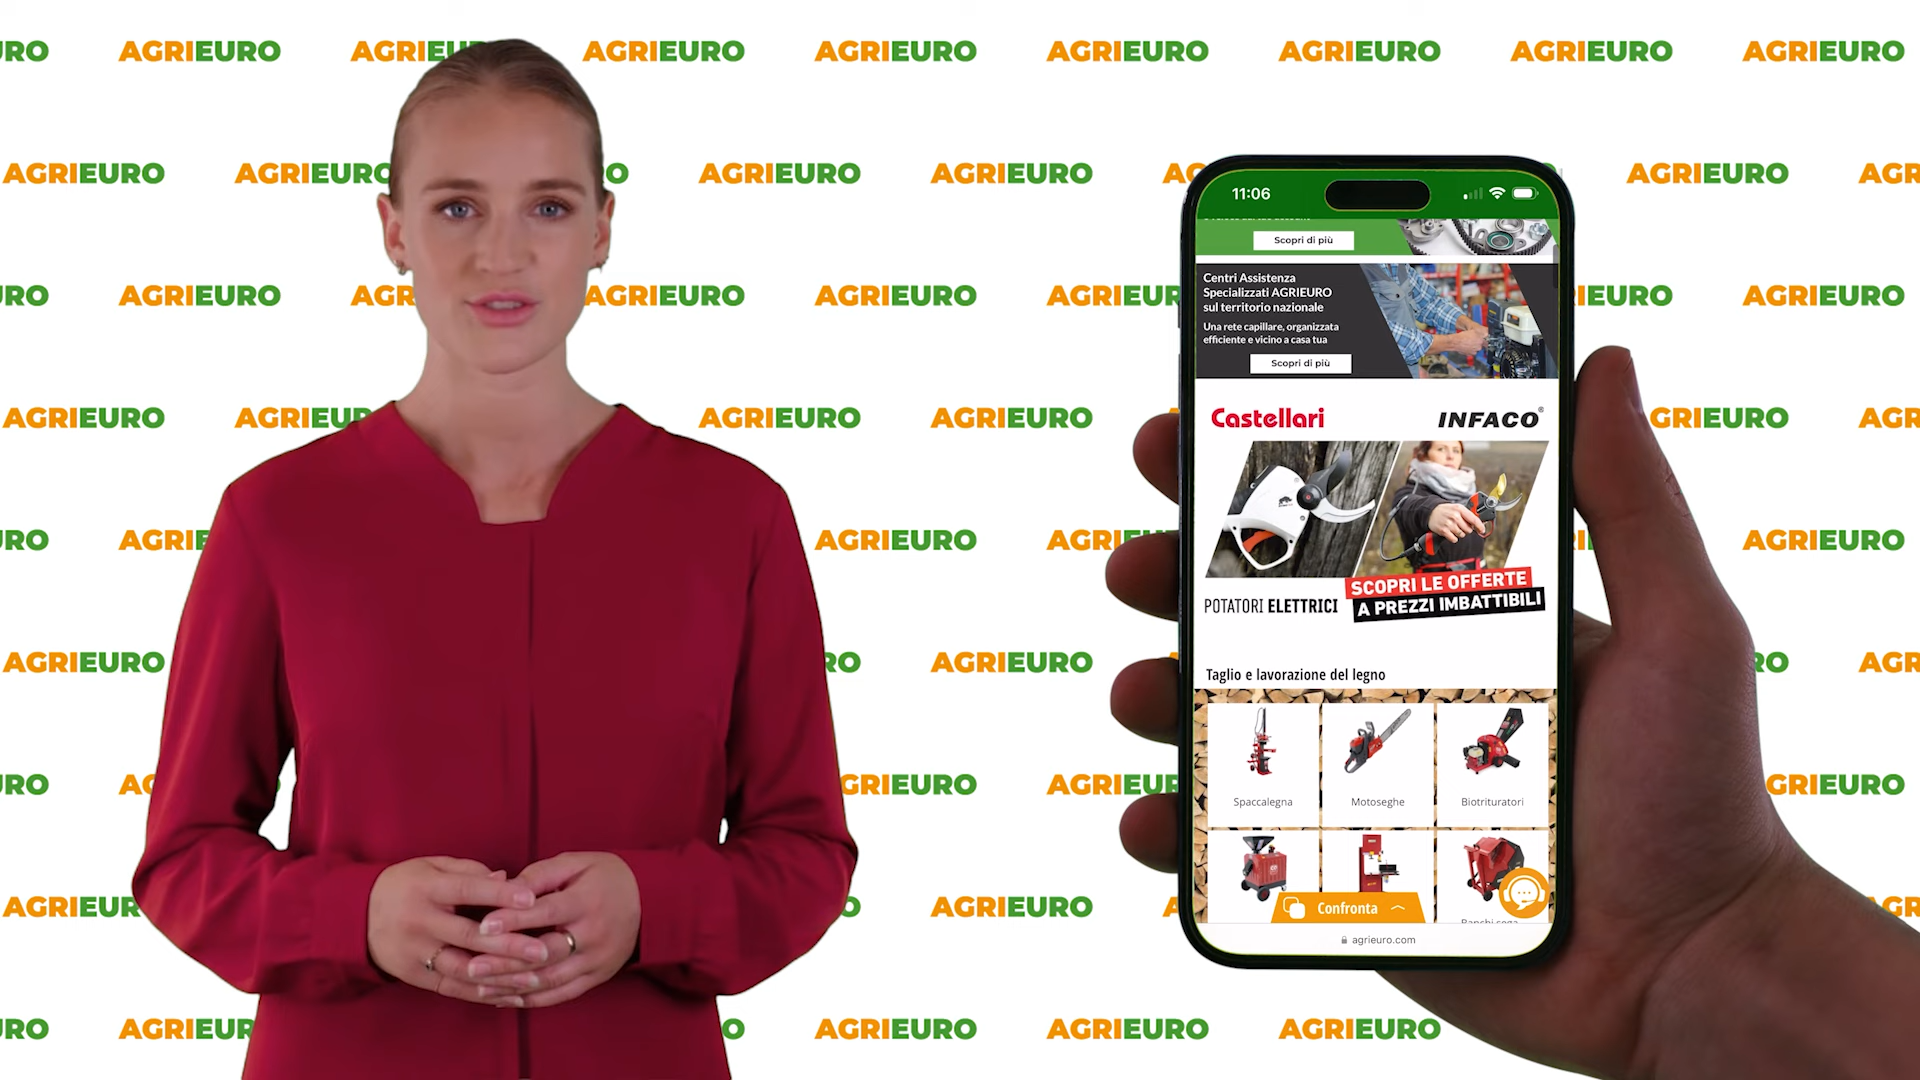 AGRIEURO
11:06
Scopri di più
Centri Assistenza
Specializzati AGRIEURO
sul territorio nazionale
Una rete capillare, organizzata
efficiente e vicino a casa tua
Scopri di più
Castellari
INFACO®
POTATORI ELETTRICI
SCOPRI LE OFFERTE
A PREZZI IMBATTIBILI
Taglio e lavorazione del legno
Spaccalegna
Motoseghe
Biotrituratori
Confronta
agrieuro.com